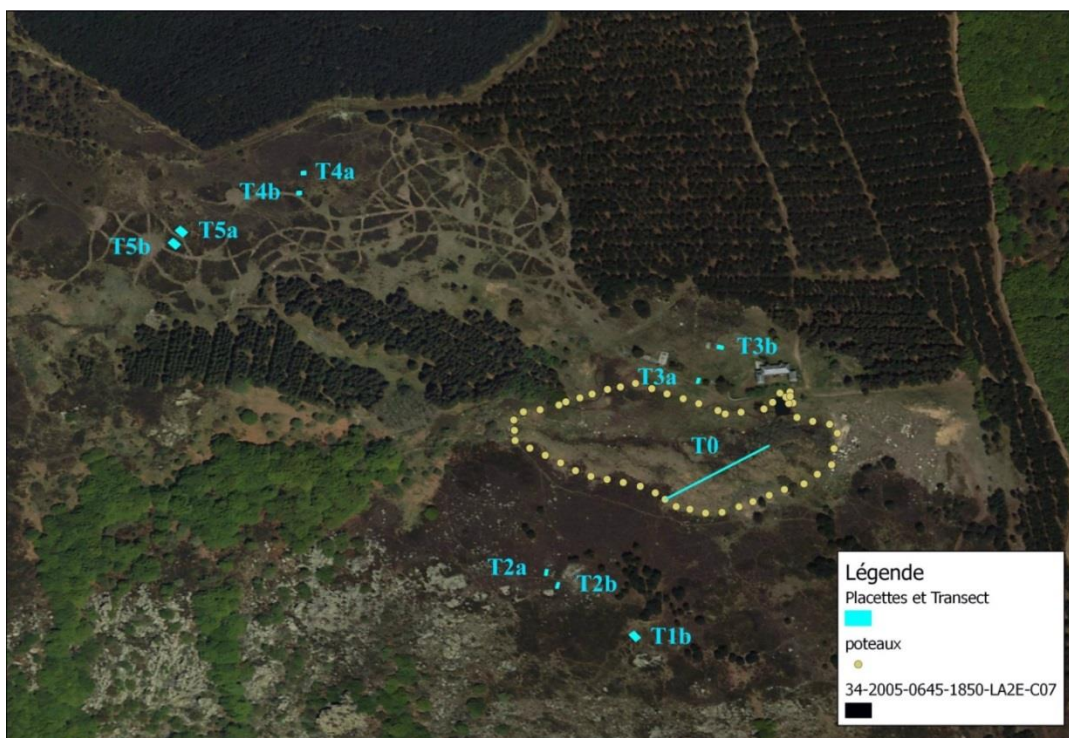 T4a
T4b
T5a
T5b
T3b
T3a
T0
T2a
T2b
T1b
Légende
Placettes et Transect
poteaux
34-2005-0645-1850-LA2E-C07